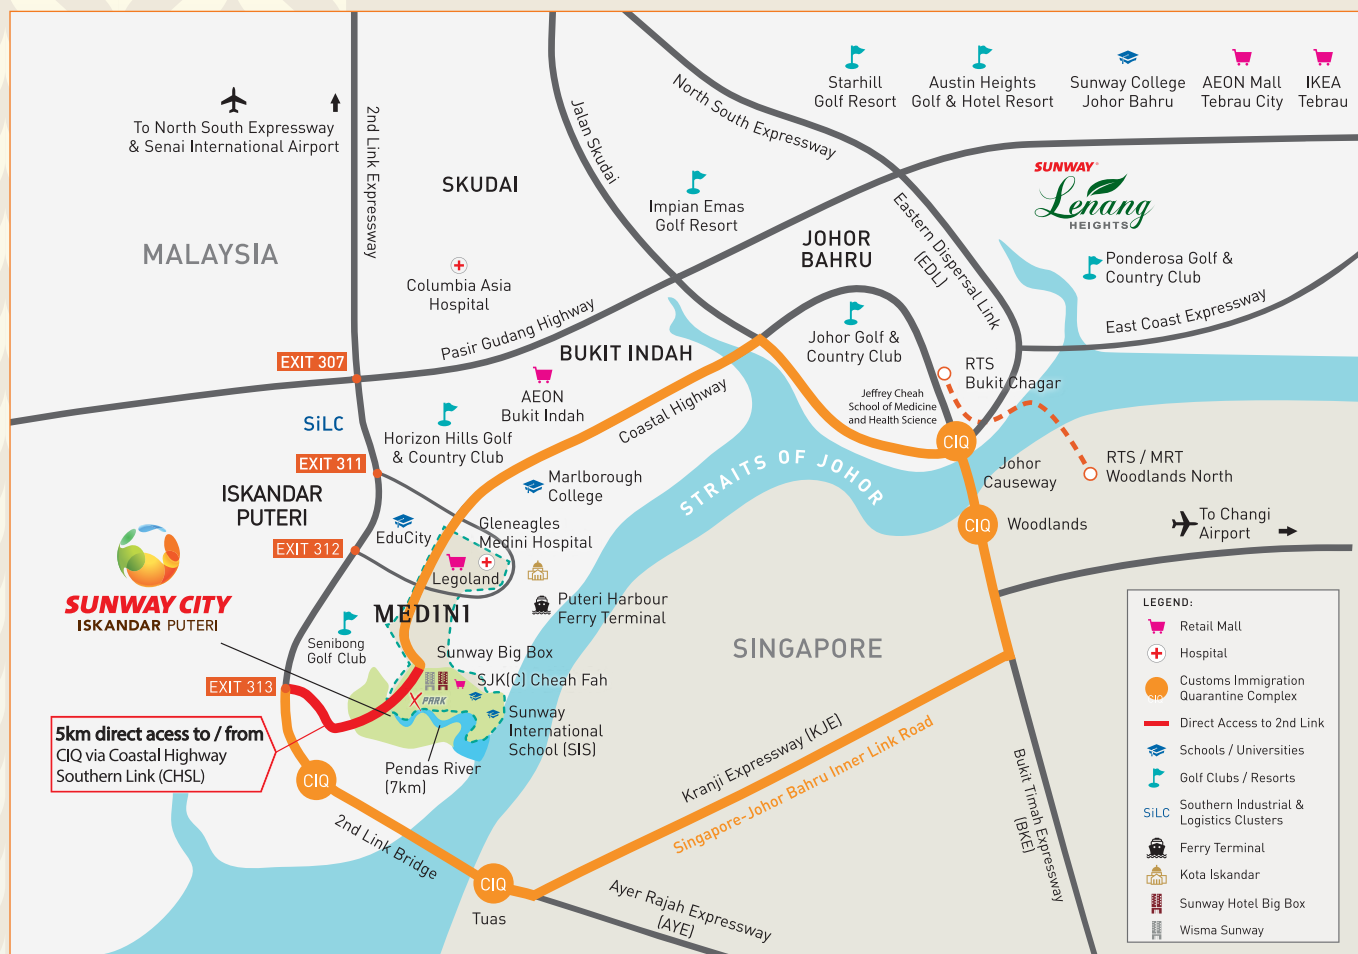 Starhill
Golf Resort
Austin Heights
Golf & Hotel Resort
Sunway College
Johor Bahru
AEON Mall
Tebrau City
IKEA
Tebrau
To North South Expressway
& Senai International Airport
2nd Link Expressway
Jalan Skudai
North South Expressway
SKUDAI
MALAYSIA
Impian Emas
Golf Resort
JOHOR
BAHRU
Eastern Dispersal Link
(EDL)
SUNWAY
Lenang
HEIGHTS
Ponderosa Golf &
Country Club
East Coast Expressway
Columbia Asia
Hospital
Pasir Gudang Highway
BUKIT INDAH
Johor Golf &
Country Club
RTS
Bukit Chagar
EXIT 307
AEON
Bukit Indah
Coastal Highway
Jeffrey Cheah
School of Medicine
and Health Science
SiLC
Horizon Hills Golf
& Country Club
CIQ
EXIT 311
ISKANDAR
PUTERI
Marlborough
College
STRAITS OF JOHOR
Johor
Causeway
RTS / MRT
Woodlands North
EduCity
Gleneagles
Medini Hospital
CIQ
Woodlands
To Changi
Airport
EXIT 312
Legoland
SUNWAY CITY
ISKANDAR PUTERI
MEDINI
Puteri Harbour
Ferry Terminal
Senibong
Golf Club
Sunway Big Box
SJK(C) Cheah Fah
SINGAPORE
EXIT 313
X PARK
Sunway
International
School (SIS)
5km direct acess to / from
CIQ via Coastal Highway
Southern Link (CHSL)
Pendas River
(7km)
CIQ
2nd Link Bridge
Kranji Expressway (KJE)
Singapore-Johor Bahru Inner Link Road
Bukit Timah Expressway
(BKE)
CIQ
Tuas
Ayer Rajah Expressway
(AYE)
LEGEND:
Retail Mall
Hospital
CIQ
Customs Immigration
Quarantine Complex
Direct Access to 2nd Link
Schools / Universities
Golf Clubs / Resorts
SiLC
Southern Industrial &
Logistics Clusters
Ferry Terminal
Kota Iskandar
Sunway Hotel Big Box
Wisma Sunway